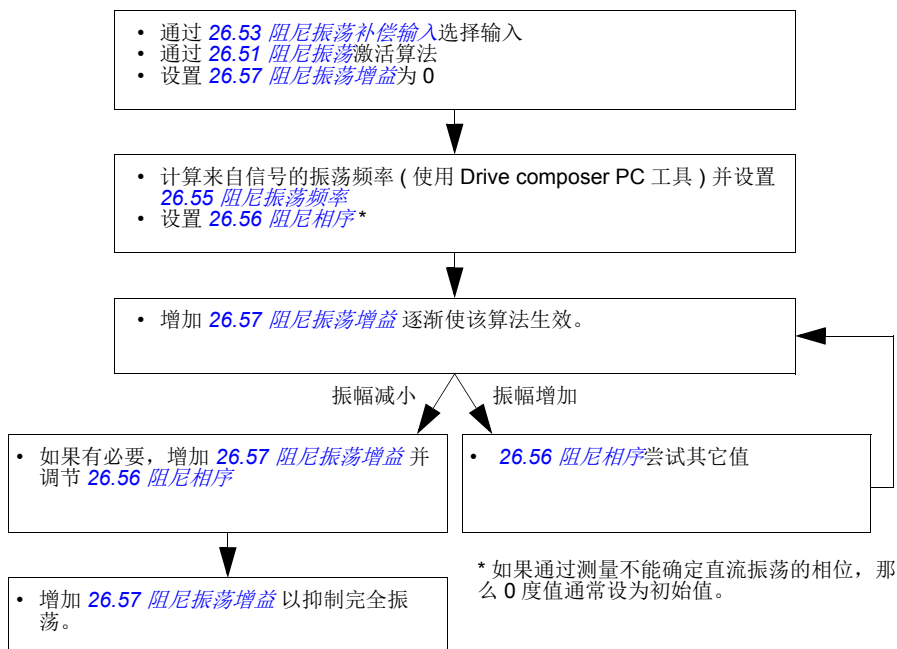 • 通过 26.53 阻尼振荡补偿输入选择输入
• 通过 26.51 阻尼振荡激活算法
• 设置 26.57 阻尼振荡增益为 0
• 计算来自信号的振荡频率 ( 使用 Drive composer PC 工具 ) 并设置
26.55 阻尼振荡频率
• 设置 26.56 阻尼相序 *
• 增加 26.57 阻尼振荡增益 逐渐使该算法生效。
振幅减小
振幅增加
• 如果有必要，增加 26.57 阻尼振荡增益 并
调节 26.56 阻尼相序
• 26.56 阻尼相序尝试其它值
• 增加 26.57 阻尼振荡增益 以抑制完全振
荡。
* 如果通过测量不能确定直流振荡的相位，那
么 0 度值通常设为初始值。